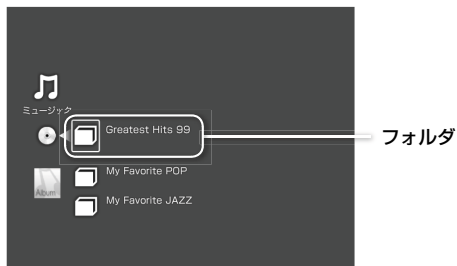 ミュージック
Greatest Hits 99
フォルダ
My Favorite POP
Album
My Favorite JAZZ